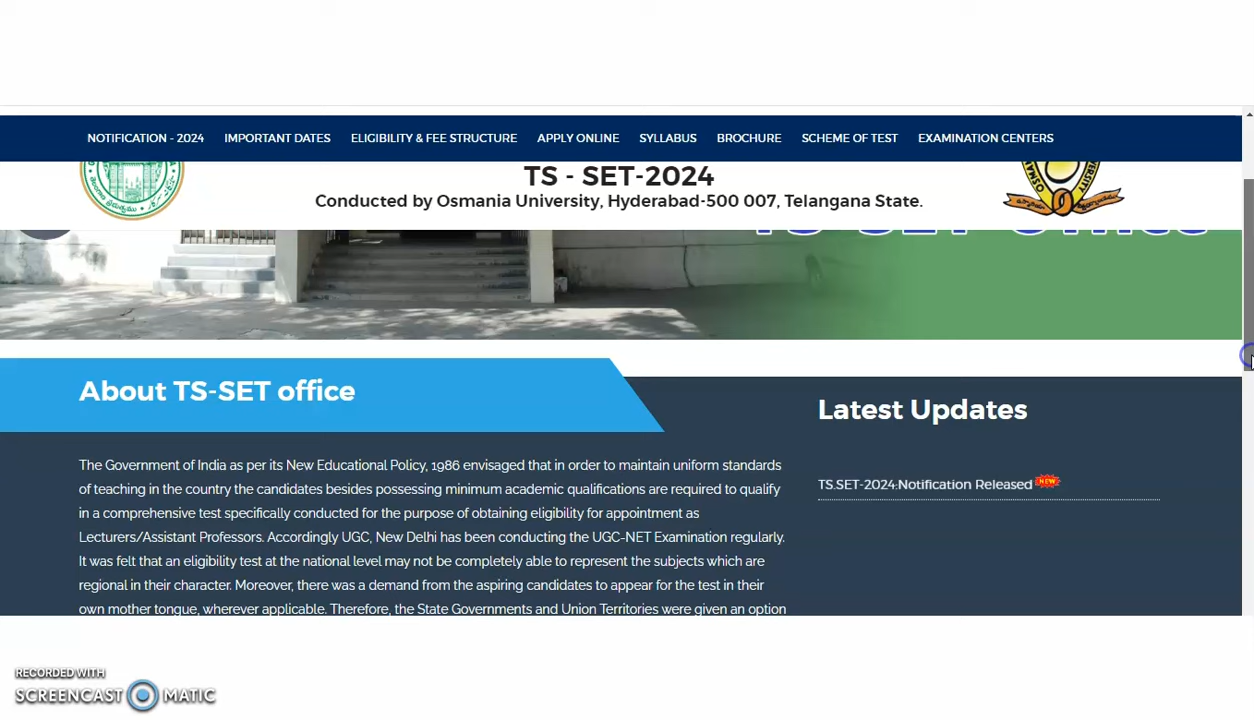 NOTIFICATION - 2024 IMPORTANT DATES ELIGIBILITY & FEE STRUCTURE APPLY ONLINE SYLLABUS BROCHURE SCHEME OF TEST EXAMINATION CENTERS
TS - SET-2024
Conducted by Osmania University, Hyderabad-500 007, Telangana State.
About TS-SET office
The Government of India as per its New Educational Policy, 1986 envisaged that in order to maintain uniform standards
of teaching in the country the candidates besides possessing minimum academic qualifications are required to qualify
in a comprehensive test specifically conducted for the purpose of obtaining eligibility for appointment as
Lecturers/Assistant Professors. Accordingly UGC, New Delhi has been conducting the UGC-NET Examination regularly.
It was felt that an eligibility test at the national level may not be completely able to represent the subjects which are
regional in their character. Moreover, there was a demand from the aspiring candidates to appear for the test in their
own mother tongue, wherever applicable. Therefore, the State Governments and Union Territories were given an option
Latest Updates
TS.SET-2024:Notification Released NEW
RECORDED WITH
SCREENCAST MATIC